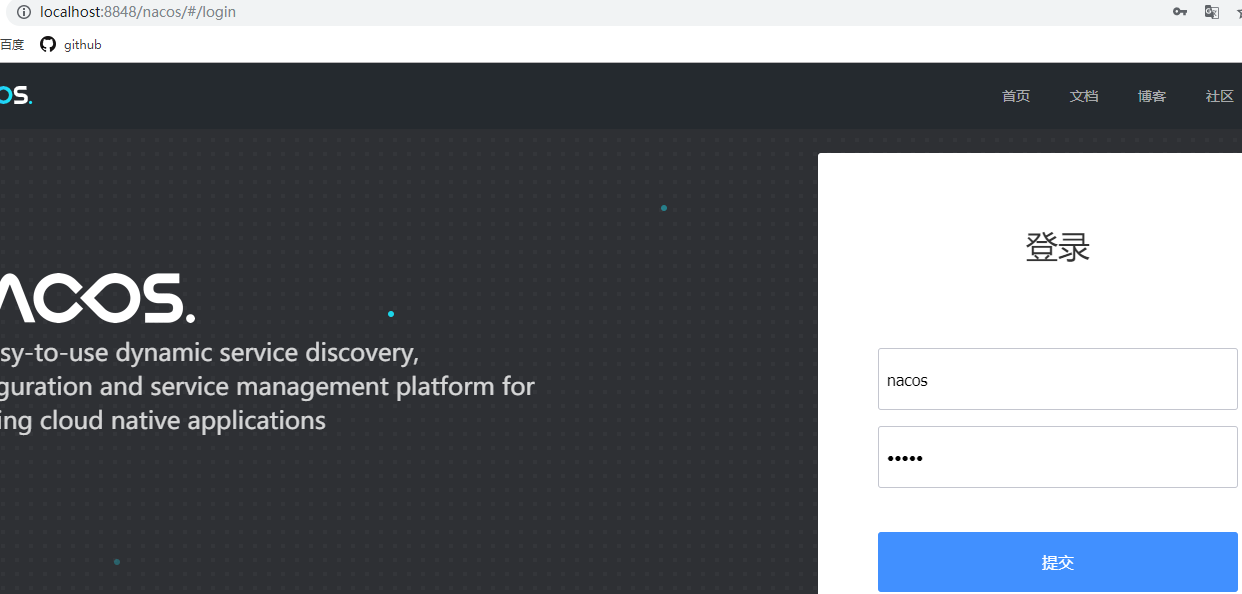 localhost:8848/nacos/#/login
百度 github
OS.
首页 文档 博客 社区
登录
NACOS.
sy-to-use dynamic service discovery,
guration and service management platform for
ing cloud native applications
nacos
•••••
提交